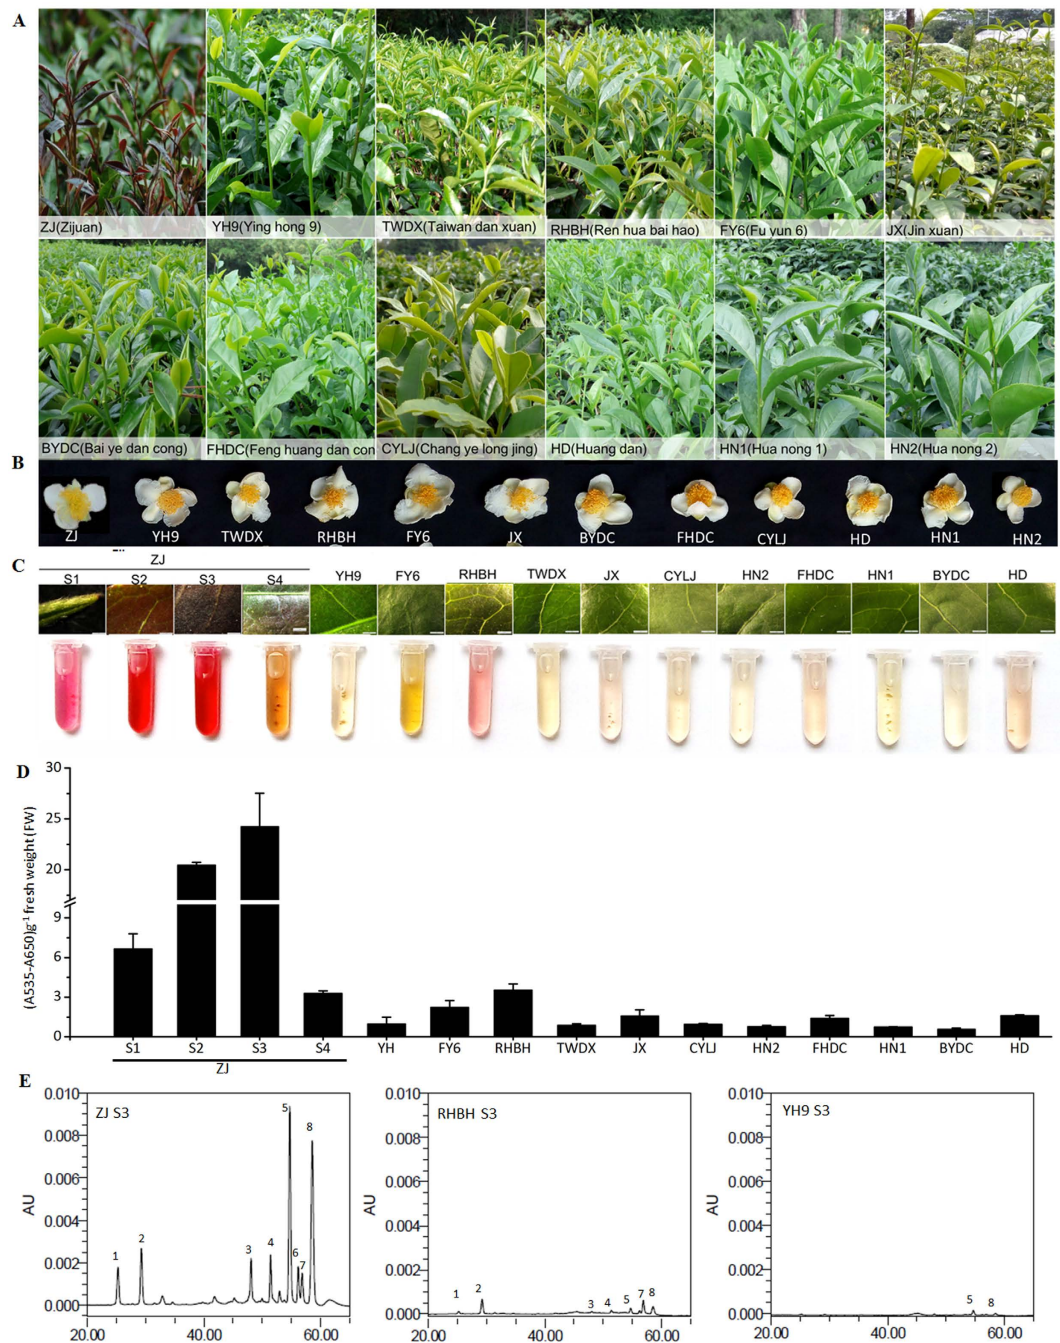 A
ZJ(Zijuan)
YH9(Ying hong 9)
TWDX(Taiwan dan xuan)
RHBH(Ren hua bai hao)
FY6(Fu yun 6)
JX(Jin xuan)
BYDC(Bai ye dan cong)
FHDC(Feng huang dan con
CYLJ(Chang ye long jing)
HD(Huang dan)
HN1(Hua nong 1)
HN2(Hua nong 2)
B
ZJ YH9 TWDX RHBH FY6 JX BYDC FHDC CYLJ HD HN1 HN2
C
ZJ
S1 S2 S3 S4 YH9 FY6 RHBH TWDX JX CYLJ HN2 FHDC HN1 BYDC HD
D
(A535-A650)g-1 fresh weight (FW)
30
20
9
6
3
0
S1 S2 S3 S4 YH FY6 RHBH TWDX JX CYLJ HN2 FHDC HN1 BYDC HD
ZJ
E
ZJ S3
AU
0.010
0.008
0.006
0.004
0.002
0.000
20.00 40.00 60.00
1 2 3 4 5 6 7 8
RHBH S3
AU
0.010
0.008
0.006
0.004
0.002
0.000
20.00 40.00 60.00
1 2 3 4 5 7 8
YH9 S3
AU
0.010
0.008
0.006
0.004
0.002
0.000
20.00 40.00 60.00
5 8